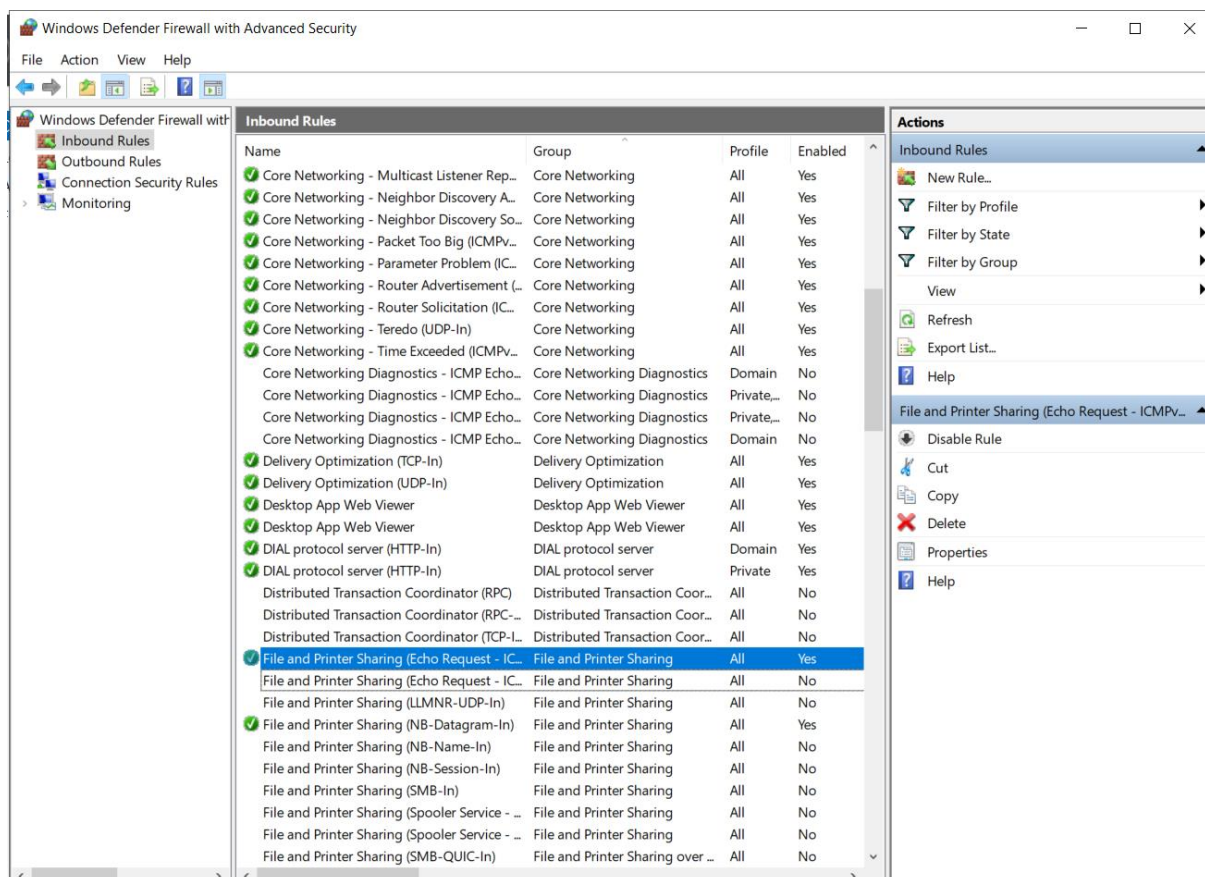 Windows Defender Firewall with Advanced Security
File Action View Help
Windows Defender Firewall with
Inbound Rules
Outbound Rules
Connection Security Rules
Monitoring
Inbound Rules
Name Group Profile Enabled
Core Networking - Multicast Listener Rep... Core Networking All Yes
Core Networking - Neighbor Discovery A... Core Networking All Yes
Core Networking - Neighbor Discovery So... Core Networking All Yes
Core Networking - Packet Too Big (ICMPv... Core Networking All Yes
Core Networking - Parameter Problem (IC... Core Networking All Yes
Core Networking - Router Advertisement (... Core Networking All Yes
Core Networking - Router Solicitation (IC... Core Networking All Yes
Core Networking - Teredo (UDP-In) Core Networking All Yes
Core Networking - Time Exceeded (ICMPv... Core Networking All Yes
Core Networking Diagnostics - ICMP Echo... Core Networking Diagnostics Domain No
Core Networking Diagnostics - ICMP Echo... Core Networking Diagnostics Private,... No
Core Networking Diagnostics - ICMP Echo... Core Networking Diagnostics Private,... No
Core Networking Diagnostics - ICMP Echo... Core Networking Diagnostics Domain No
Delivery Optimization (TCP-In) Delivery Optimization All Yes
Delivery Optimization (UDP-In) Delivery Optimization All Yes
Desktop App Web Viewer Desktop App Web Viewer All Yes
Desktop App Web Viewer Desktop App Web Viewer All Yes
DIAL protocol server (HTTP-In) DIAL protocol server Domain Yes
DIAL protocol server (HTTP-In) DIAL protocol server Private Yes
Distributed Transaction Coordinator (RPC) Distributed Transaction Coor... All No
Distributed Transaction Coordinator (RPC-... Distributed Transaction Coor... All No
Distributed Transaction Coordinator (TCP-I... Distributed Transaction Coor... All No
File and Printer Sharing (Echo Request - IC... File and Printer Sharing All Yes
File and Printer Sharing (Echo Request - IC... File and Printer Sharing All No
File and Printer Sharing (LLMNR-UDP-In) File and Printer Sharing All No
File and Printer Sharing (NB-Datagram-In) File and Printer Sharing All Yes
File and Printer Sharing (NB-Name-In) File and Printer Sharing All No
File and Printer Sharing (NB-Session-In) File and Printer Sharing All No
File and Printer Sharing (SMB-In) File and Printer Sharing All No
File and Printer Sharing (Spooler Service - ... File and Printer Sharing All No
File and Printer Sharing (Spooler Service - ... File and Printer Sharing All No
File and Printer Sharing (SMB-QUIC-In) File and Printer Sharing over ... All No
Actions
Inbound Rules
New Rule...
Filter by Profile
Filter by State
Filter by Group
View
Refresh
Export List...
Help
File and Printer Sharing (Echo Request - ICMPv...
Disable Rule
Cut
Copy
Delete
Properties
Help